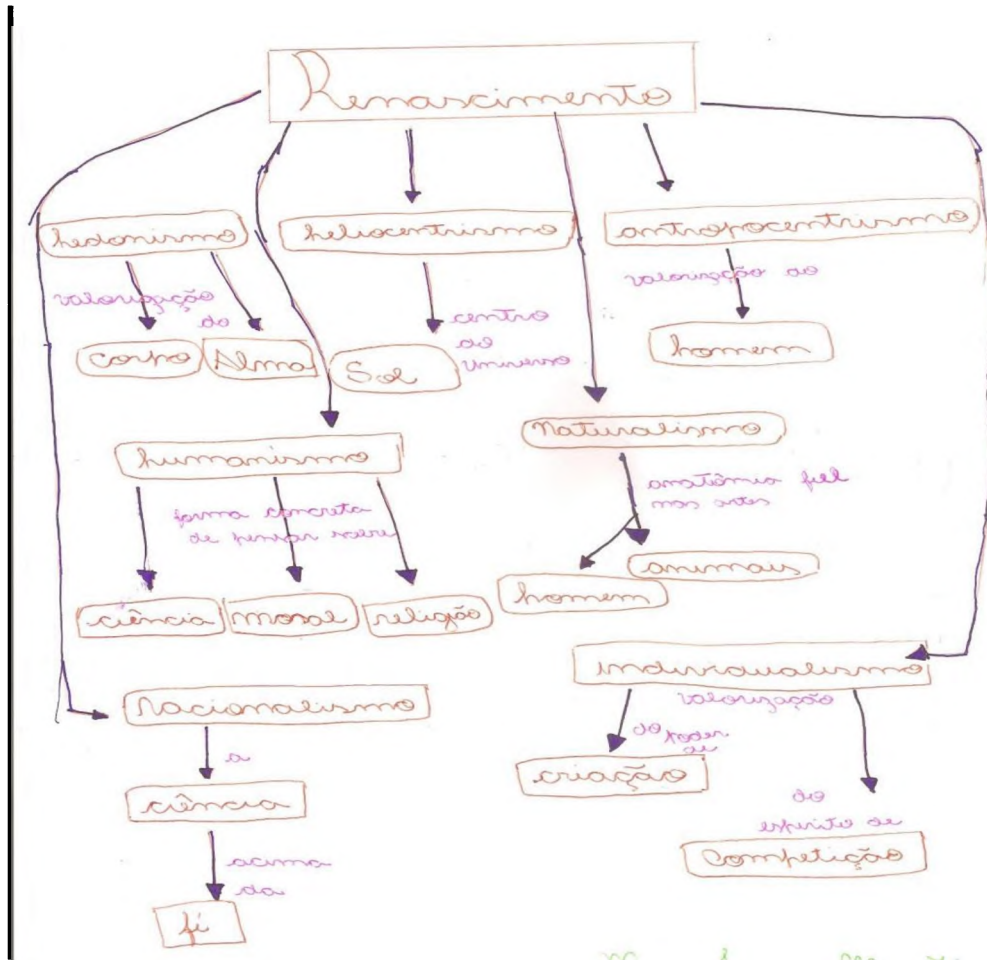 Renascimento
hedonismo
heliocentrismo
antropocentrismo
valorização
do
corpo
Alma
centro
do
Universo
Sol
valorização do
homem
humanismo
forma concreta
de pensar sobre
ciência
moral
religião
Naturalismo
anatômia fiel
nas artes
homem
animais
Racionalismo
a
ciência
acima
da
fé
individualismo
valorização
do poder
de
criação
do
espirito de
Competição